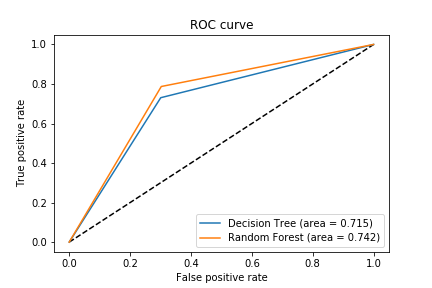 ROC curve
1.0
0.8
0.6
0.4
0.2
0.0
True positive rate
Decision Tree (area = 0.715)
Random Forest (area = 0.742)
0.0 0.2 0.4 0.6 0.8 1.0
False positive rate